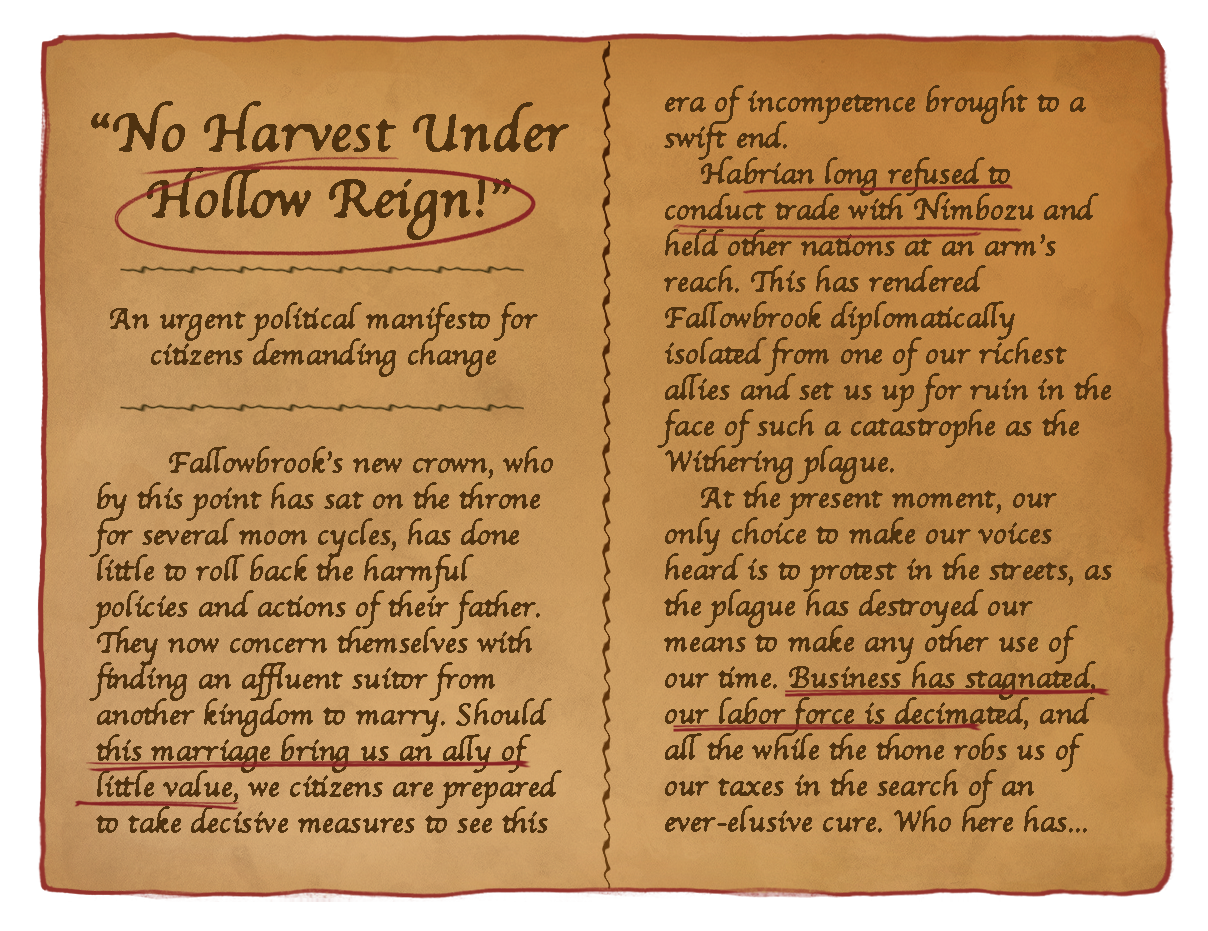 “No Harvest Under
Hollow Reign!”
An urgent political manifesto for
citizens demanding change
Fallowbrook's new crown, who
by this point has sat on the throne
for several moon cycles, has done
little to roll back the harmful
policies and actions of their father.
They now concern themselves with
finding an affluent suitor from
another kingdom to marry. Should
this marriage bring us an ally of
little value, we citizens are prepared
to take decisive measures to see this
era of incompetence brought to a
swift end.
Habrian long refused to
conduct trade with Nimbozu and
held other nations at an arm's
reach. This has rendered
Fallowbrook diplomatically
isolated from one of our richest
allies and set us up for ruin in the
face of such a catastrophe as the
Withering plague.
At the present moment, our
only choice to make our voices
heard is to protest in the streets, as
the plague has destroyed our
means to make any other use of
our time. Business has stagnated,
our labor force is decimated, and
all the while the thone robs us of
our taxes in the search of an
ever-elusive cure. Who here has...